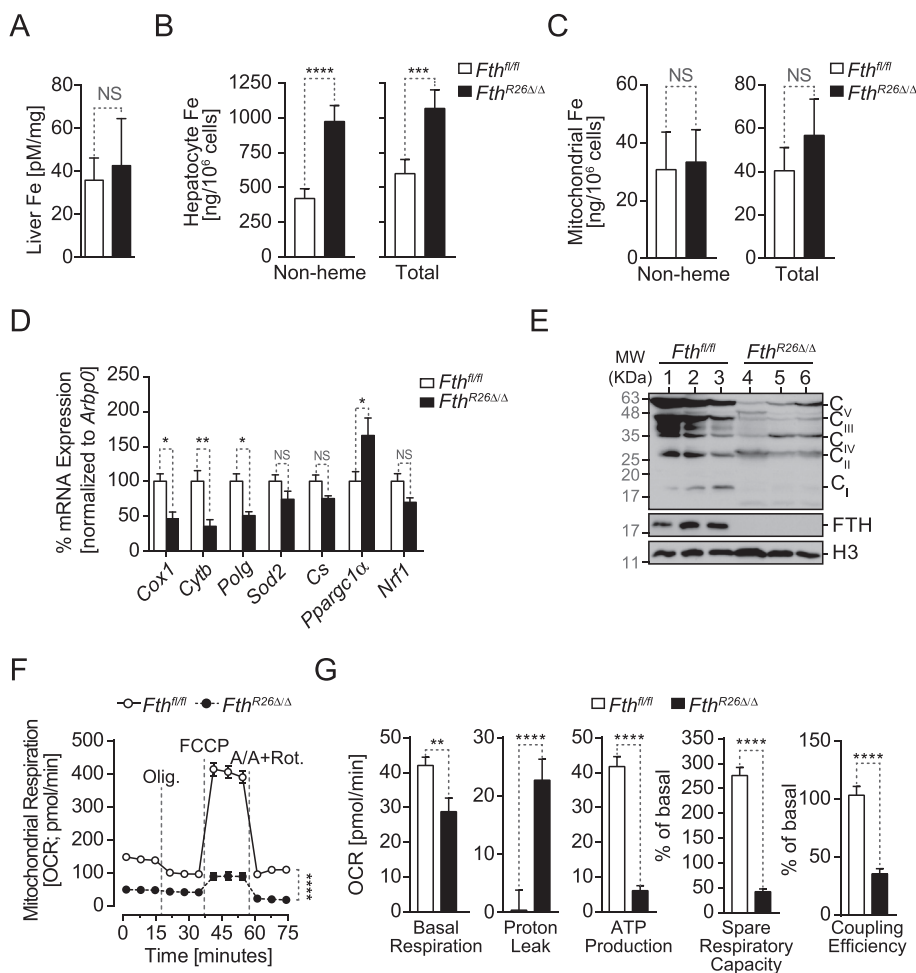 A
Liver Fe [pM/mg]
80
60
40
20
0
NS
B
Hepatocyte Fe
[ng/10⁶ cells]
1250
1000
750
500
250
0
****
***
Non-heme
Total
Fth^fl/fl
Fth^R26Δ/Δ
C
Mitochondrial Fe
[ng/10⁶ cells]
60
40
20
0
NS
80
60
40
20
0
NS
Non-heme
Total
D
% mRNA Expression
[normalized to Arbp0]
250
200
150
100
50
0
Fth^fl/fl
Fth^R26Δ/Δ
* ** * NS NS * NS
Cox1 Cytb Polg Sod2 Cs Ppargc1α Nrf1
E
MW
(KDa)
Fth^fl/fl Fth^R26Δ/Δ
1 2 3 4 5 6
63
48
35
25
20
17
C_V
C_III
C_IV
C_II
C_I
17 FTH
11 H3
F
Fth^fl/fl Fth^R26Δ/Δ
Mitochondrial Respiration
[OCR; pmol/min]
500
400
300
200
100
0
Olig.
FCCP
A/A+Rot.
****
0 15 30 45 60 75
Time [minutes]
G
Fth^fl/fl Fth^R26Δ/Δ
OCR [pmol/min]
50
40
30
20
10
0
**
Basal
Respiration
30
20
10
0
****
Proton
Leak
50
40
30
20
10
0
****
ATP
Production
% of basal
350
300
250
200
150
100
50
0
****
Spare
Respiratory
Capacity
% of basal
150
100
50
0
****
Coupling
Efficiency